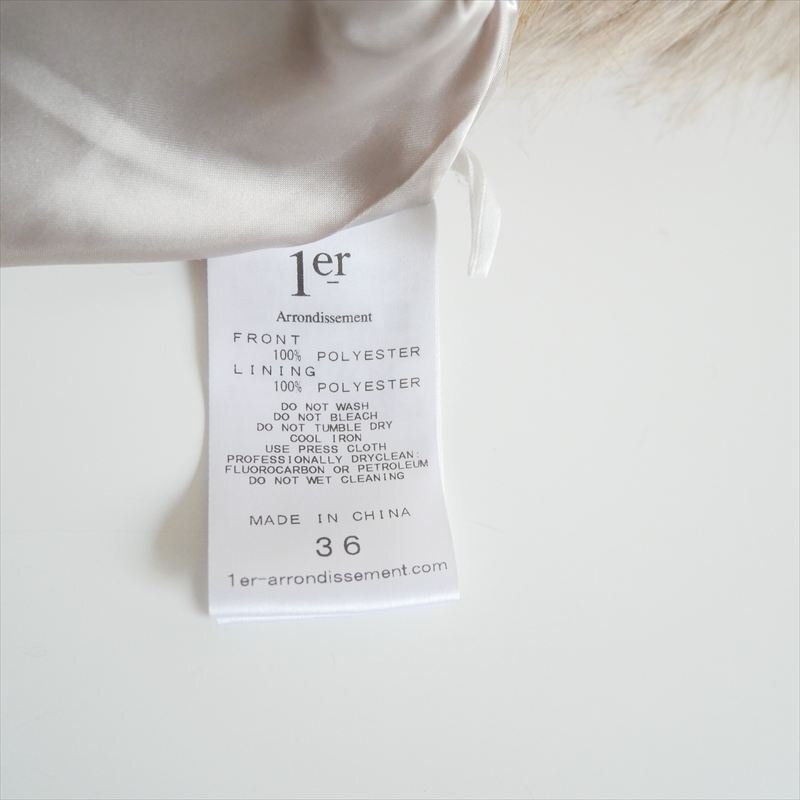 1er
Arrondissement
FRONT
100% POLYESTER
LINING
100% POLYESTER
DO NOT WASH
DO NOT BLEACH
DO NOT TUMBLE DRY
COOL IRON
USE PRESS CLOTH
PROFESSIONALLY DRYCLEAN:
FLUOROCARBON OR PETROLEUM
DO NOT WET CLEANING
MADE IN CHINA
36
1er-arrondissement.com